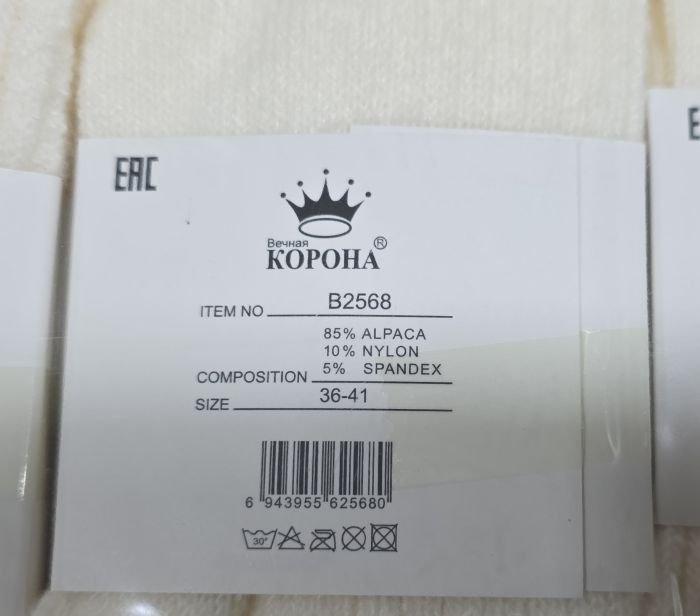 EAC
Вечная ®
КОРОНА
ITEM NO B2568
85% ALPACA
10% NYLON
COMPOSITION 5% SPANDEX
SIZE 36-41
6 943955 625680
30°